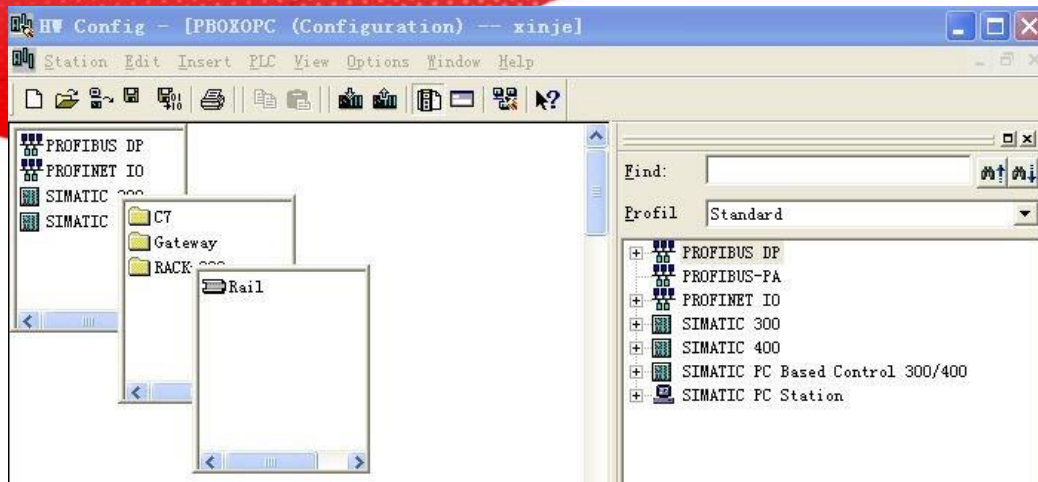 HW Config - [PBOXOPC (Configuration) -- xinje]
Station Edit Insert PLC View Options Window Help
PROFIBUS DP
PROFINET IO
SIMATIC
SIMATIC
C7
Gateway
RACK
Rail
Find:
Profil Standard
PROFIBUS DP
PROFIBUS-PA
PROFINET IO
SIMATIC 300
SIMATIC 400
SIMATIC PC Based Control 300/400
SIMATIC PC Station